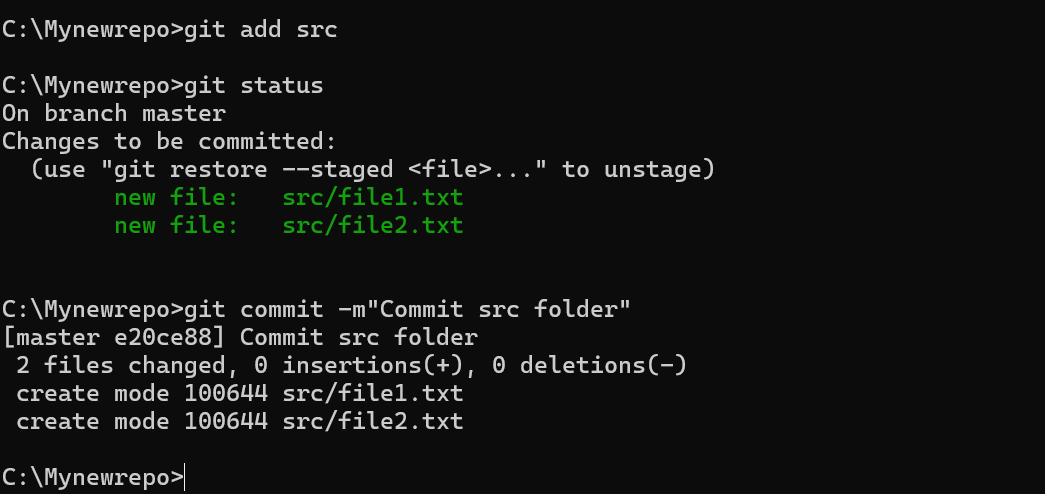 C:\Mynewrepo>git add src
C:\Mynewrepo>git status
On branch master
Changes to be committed:
  (use "git restore --staged <file>..." to unstage)
        new file:   src/file1.txt
        new file:   src/file2.txt
C:\Mynewrepo>git commit -m"Commit src folder"
[master e20ce88] Commit src folder
 2 files changed, 0 insertions(+), 0 deletions(-)
 create mode 100644 src/file1.txt
 create mode 100644 src/file2.txt
C:\Mynewrepo>